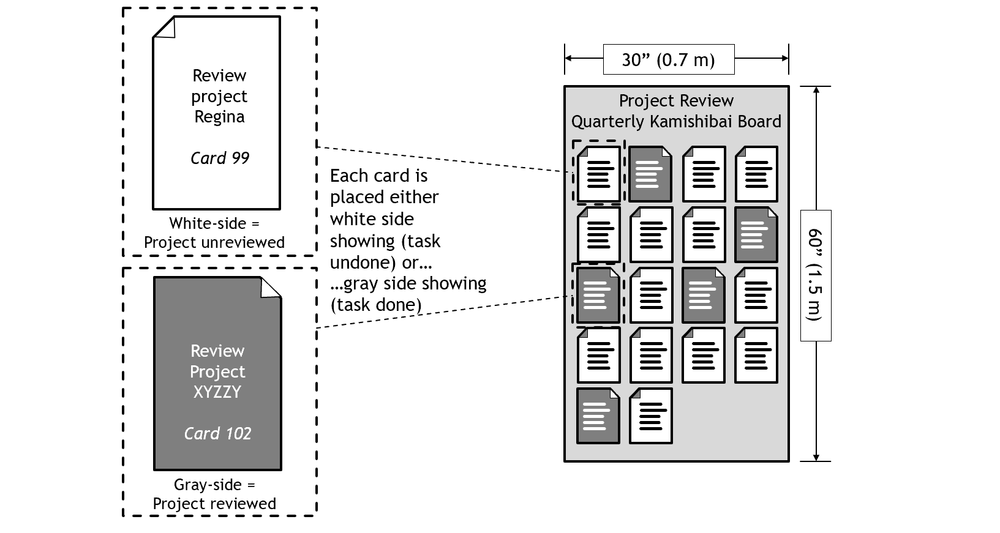 Review
project
Regina
Card 99
White-side =
Project unreviewed
Review
Project
XYZZY
Card 102
Gray-side =
Project reviewed
Each card is
placed either
white side
showing (task
undone) or…
…gray side showing
(task done)
30” (0.7 m)
Project Review
Quarterly Kamishibai Board
60” (1.5 m)